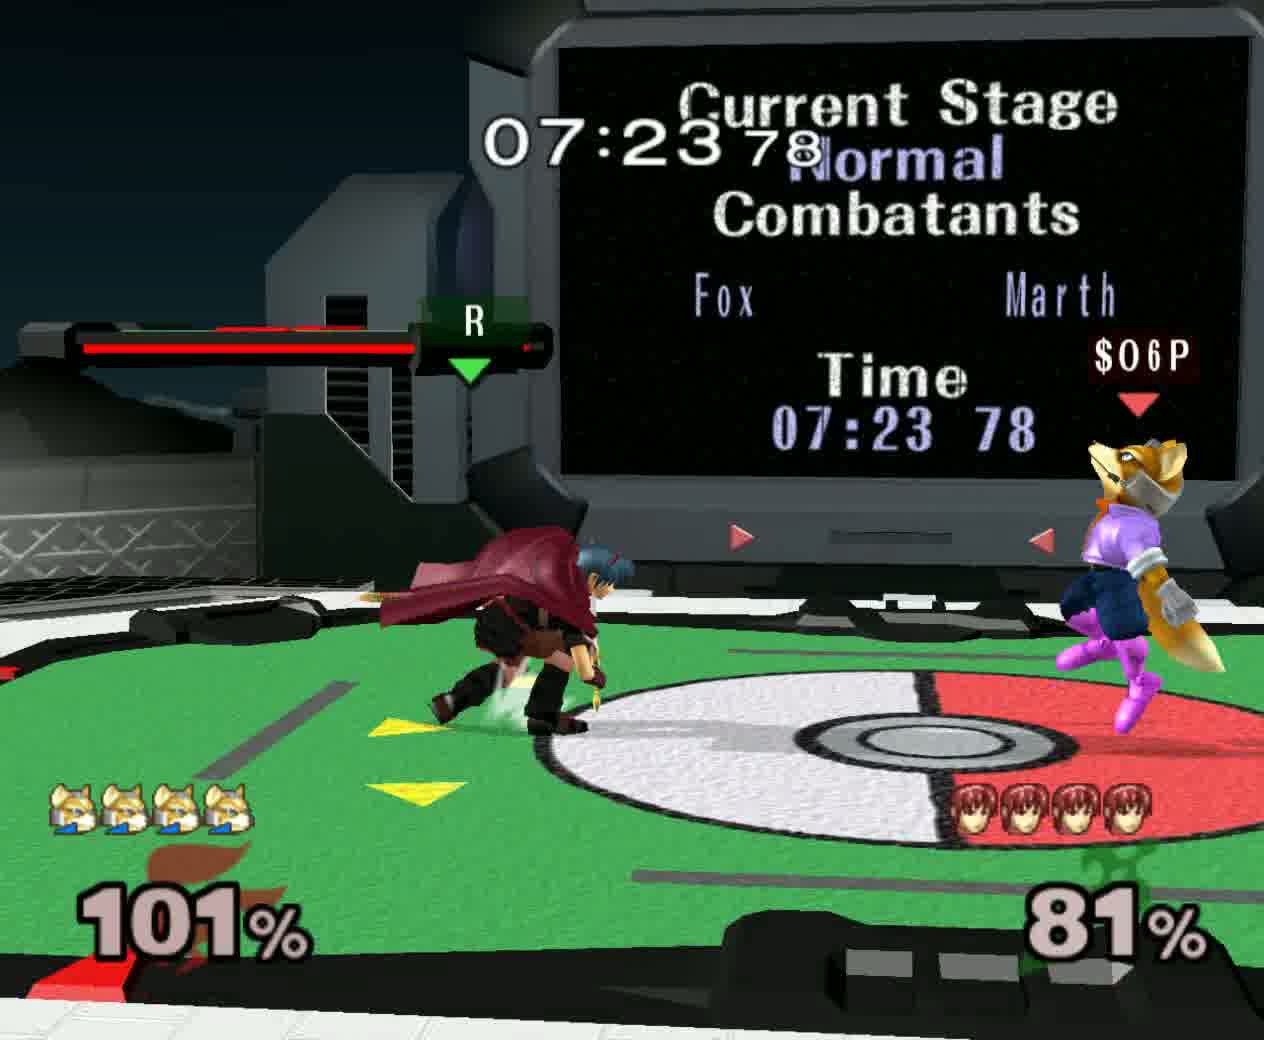 Current Stage
07:23 78
Normal
Combatants
Fox Marth
R
$06P
Time
07:23 78
101%
81%